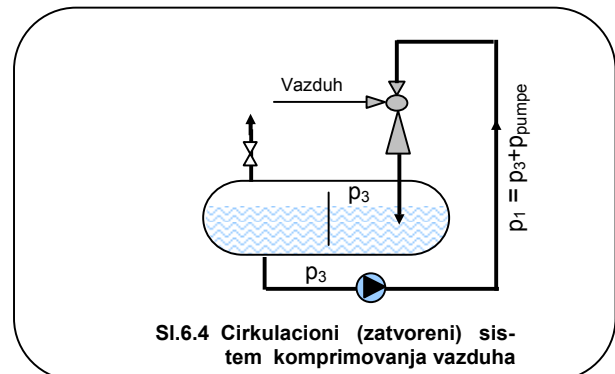 Vazduh
p₁ = p₃+pₚᵤₘₚₑ
p₃
p₃
Sl.6.4 Cirkulacioni (zatvoreni) sis-
tem komprimovanja vazduha